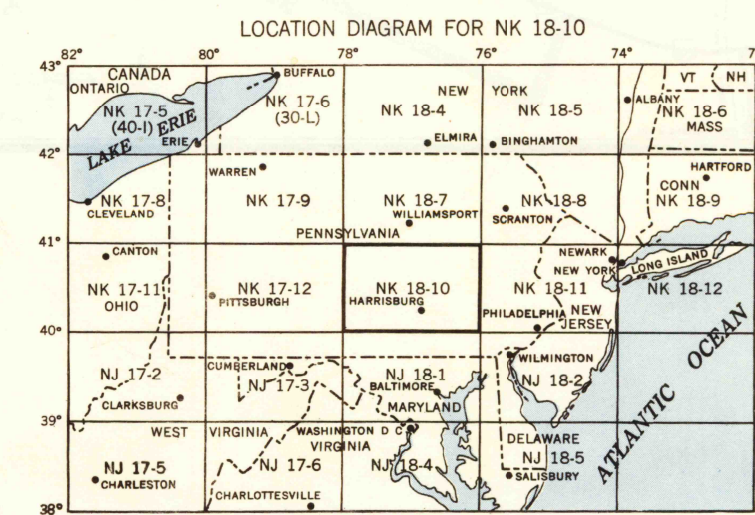 LOCATION DIAGRAM FOR NK 18-10
82° 80° 78° 76° 74° 7
43°
CANADA
ONTARIO
BUFFALO
NEW YORK
VT NH
NK 17-5
(40-I)
NK 17-6
(30-L)
NK 18-4
NK 18-5
ALBANY
NK 18-6
MASS
LAKE ERIE
ERIE
ELMIRA
BINGHAMTON
42°
WARREN
HARTFORD
CONN
NK 17-8
CLEVELAND
NK 17-9
NK 18-7
WILLIAMSPORT
NK 18-8
SCRANTON
NK 18-9
PENNSYLVANIA
41°
CANTON
NEWARK
NEW YORK
LONG ISLAND
NK 17-11
OHIO
NK 17-12
PITTSBURGH
NK 18-10
HARRISBURG
NK 18-11
NK 18-12
PHILADELPHIA
NEW
JERSEY
40°
CUMBERLAND
WILMINGTON
NJ 17-2
NJ 17-3
NJ 18-1
BALTIMORE
NJ 18-2
CLARKSBURG
MARYLAND
ATLANTIC OCEAN
39°
WEST VIRGINIA
WASHINGTON D C
VIRGINIA
DELAWARE
NJ 17-5
CHARLESTON
NJ 17-6
NJ 18-4
NJ 18-5
SALISBURY
CHARLOTTESVILLE
38°